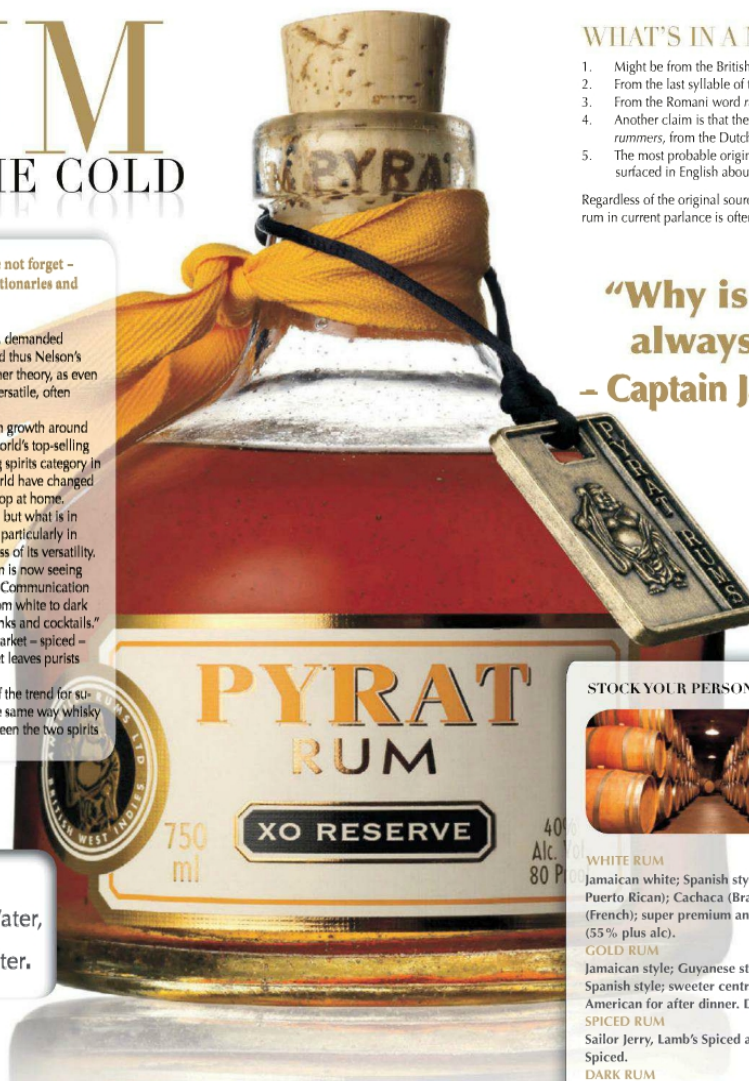 M
THE COLD
not forget –
tionaries and
demanded
d thus Nelson's
her theory, as even
ersatile, often
growth around
orld's top-selling
spirits category in
rld have changed
op at home.
but what is in
particularly in
ss of its versatility.
is now seeing
Communication
om white to dark
nks and cocktails."
arket – spiced –
t leaves purists
f the trend for su-
same way whisky
een the two spirits
ater,
ter.
PYRAT
PYRAT RUMS
PYRAT
RUM
RUMS LTD.
BRITISH WEST INDIES
XO RESERVE
750
ml
40%
Alc. Vol
80 Proof
WHAT'S IN A
1. Might be from the British
2. From the last syllable of
3. From the Romani word
4. Another claim is that the
rummers, from the Dutch
5. The most probable origin
surfaced in English abou
Regardless of the original sour
rum in current parlance is ofte
"Why is
always
– Captain J
STOCK YOUR PERSON
WHITE RUM
Jamaican white; Spanish sty
Puerto Rican); Cachaca (Bra
(French); super premium an
(55% plus alc).
GOLD RUM
Jamaican style; Guyanese st
Spanish style; sweeter centr
American for after dinner. D
SPICED RUM
Sailor Jerry, Lamb's Spiced a
Spiced.
DARK RUM